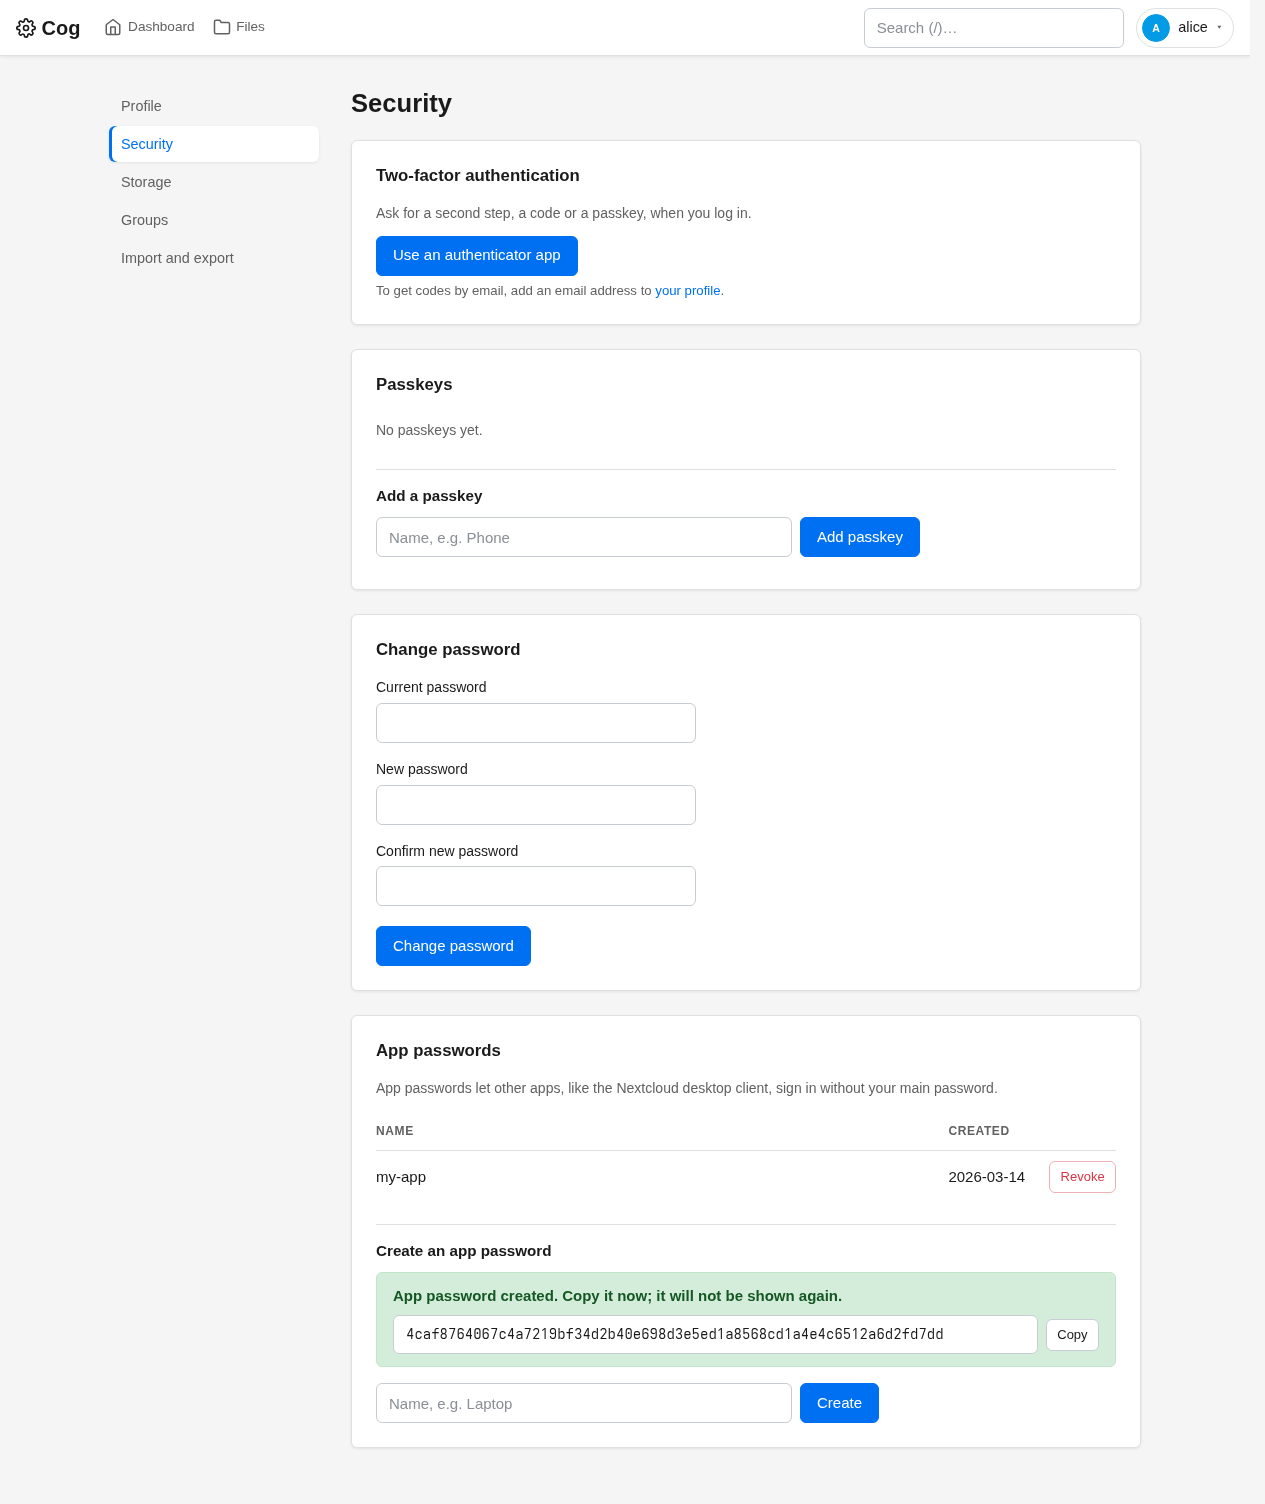 Cog
Dashboard
Files
Search (/)…
A
alice
Profile
Security
Storage
Groups
Import and export
Security
Two-factor authentication
Ask for a second step, a code or a passkey, when you log in.
Use an authenticator app
To get codes by email, add an email address to your profile.
Passkeys
No passkeys yet.
Add a passkey
Name, e.g. Phone
Add passkey
Change password
Current password
New password
Confirm new password
Change password
App passwords
App passwords let other apps, like the Nextcloud desktop client, sign in without your main password.
NAME CREATED
my-app 2026-03-14 Revoke
Create an app password
App password created. Copy it now; it will not be shown again.
4caf8764067c4a7219bf34d2b40e698d3e5ed1a8568cd1a4e4c6512a6d2fd7dd Copy
Name, e.g. Laptop
Create